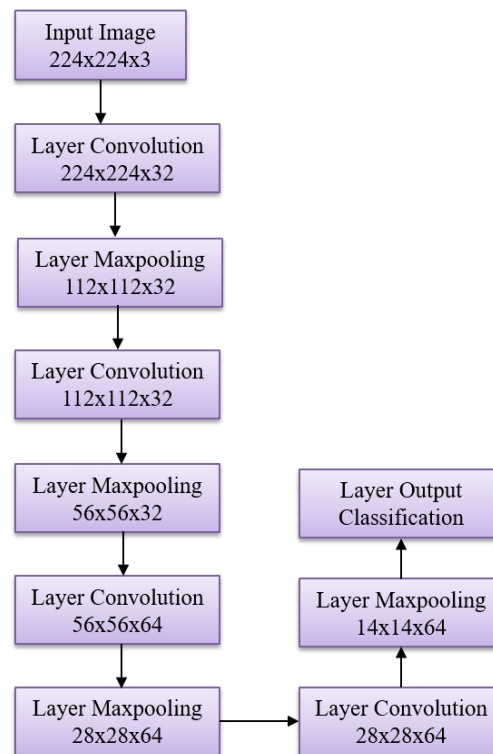 Input Image
224x224x3
Layer Convolution
224x224x32
Layer Maxpooling
112x112x32
Layer Convolution
112x112x32
Layer Maxpooling
56x56x32
Layer Convolution
56x56x64
Layer Maxpooling
28x28x64
Layer Convolution
28x28x64
Layer Maxpooling
14x14x64
Layer Output
Classification